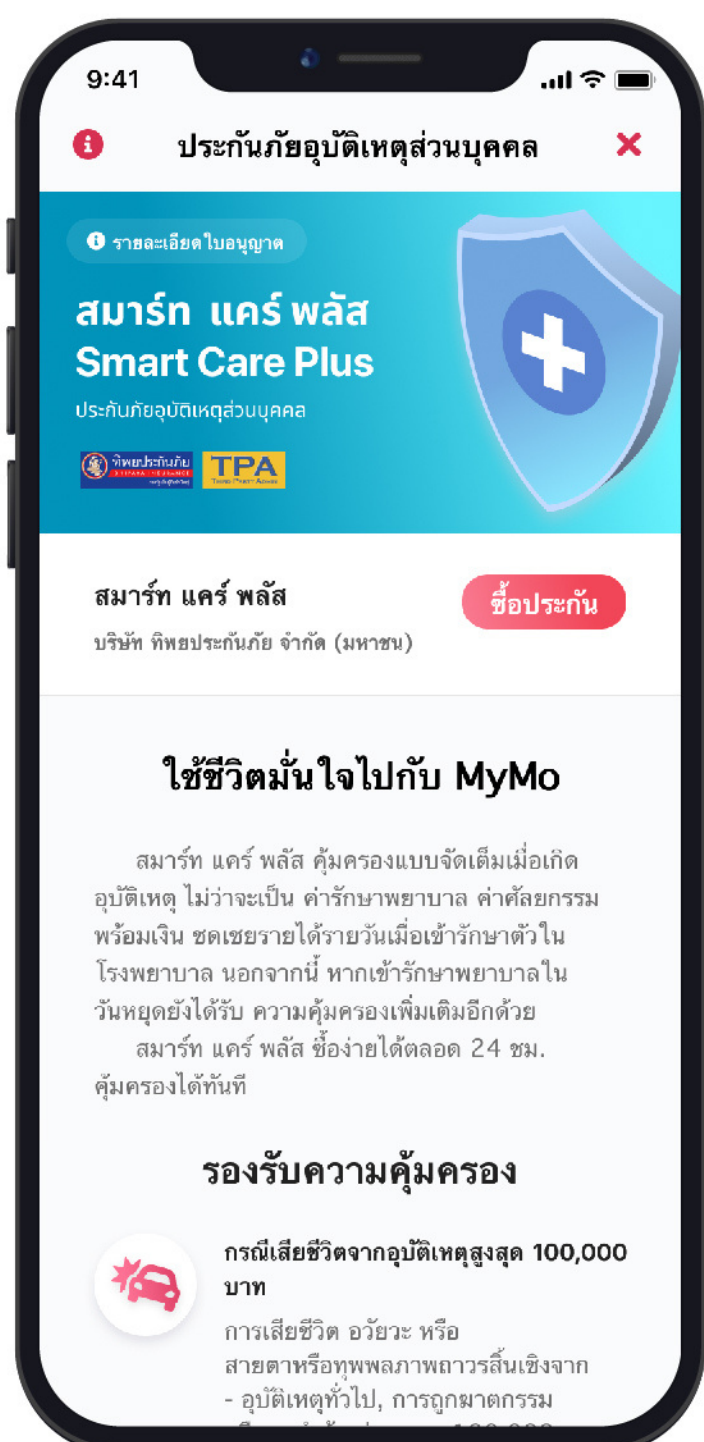 9:41
ประกันภัยอุบัติเหตุส่วนบุคคล
รายละเอียดใบอนุญาต
สมาร์ท แคร์ พลัส
Smart Care Plus
ประกันภัยอุบัติเหตุส่วนบุคคล
ทิพยประกันภัย
TPA
สมาร์ท แคร์ พลัส
ซื้อประกัน
บริษัท ทิพยประกันภัย จำกัด (มหาชน)
ใช้ชีวิตมั่นใจไปกับ MyMo
สมาร์ท แคร์ พลัส คุ้มครองแบบจัดเต็มเมื่อเกิด
อุบัติเหตุ ไม่ว่าจะเป็น ค่ารักษาพยาบาล ค่าศัลยกรรม
พร้อมเงิน ชดเชยรายได้รายวันเมื่อเข้ารักษาตัวใน
โรงพยาบาล นอกจากนี้ หากเข้ารักษาพยาบาลใน
วันหยุดยังได้รับ ความคุ้มครองเพิ่มเติมอีกด้วย
สมาร์ท แคร์ พลัส ซื้อง่ายได้ตลอด 24 ชม.
คุ้มครองได้ทันที
รองรับความคุ้มครอง
กรณีเสียชีวิตจากอุบัติเหตุสูงสุด 100,000
บาท
การเสียชีวิต อวัยวะ หรือ
สายตาหรือทุพพลภาพถาวรสิ้นเชิงจาก
- อุบัติเหตุทั่วไป, การถูกฆาตกรรม